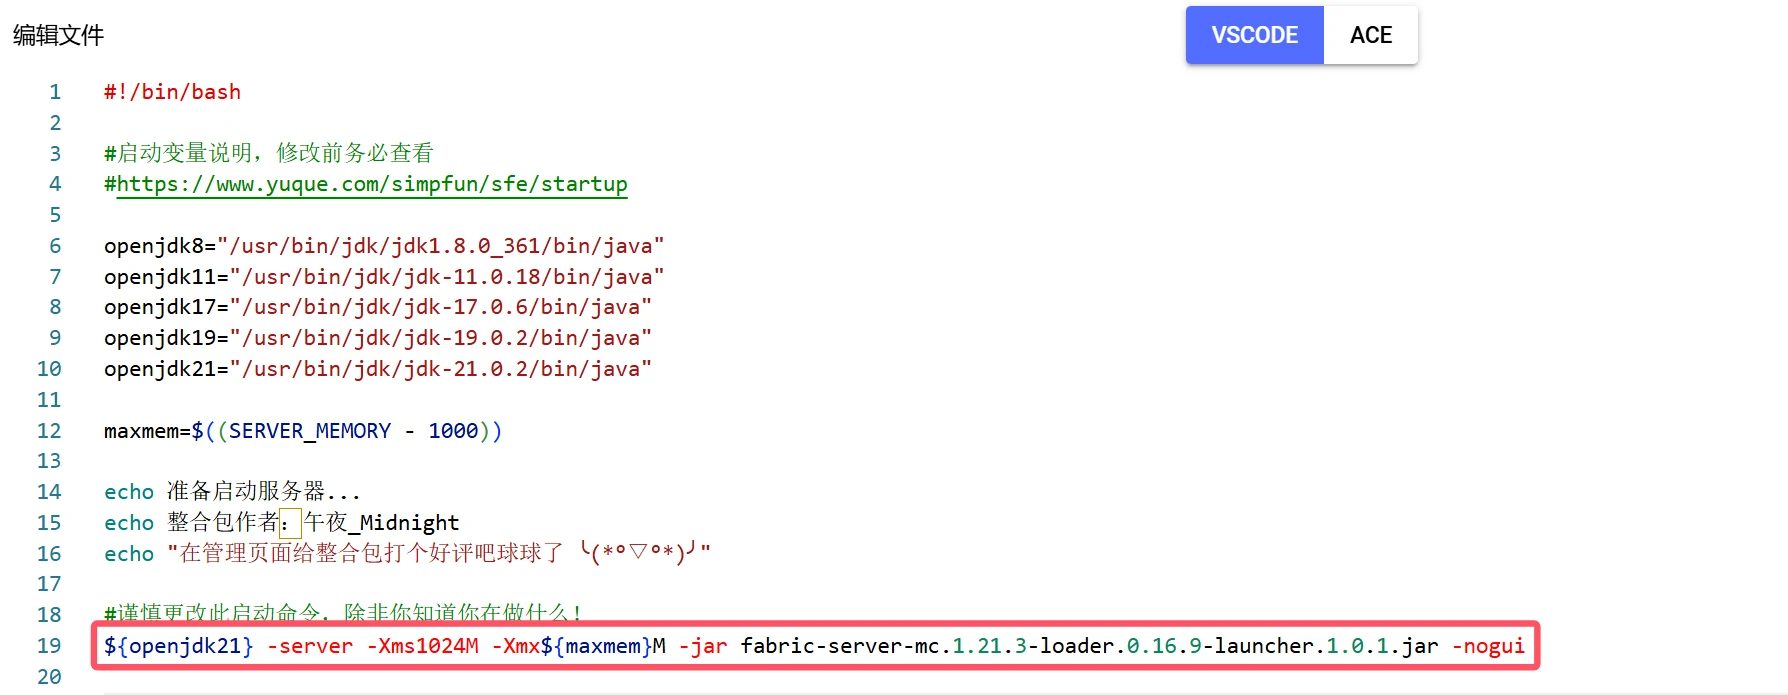 编辑文件
VSCODE ACE
1 #!/bin/bash
2
3 #启动变量说明，修改前务必查看
4 #https://www.yuque.com/simpfun/sfe/startup
5
6 openjdk8="/usr/bin/jdk/jdk1.8.0_361/bin/java"
7 openjdk11="/usr/bin/jdk/jdk-11.0.18/bin/java"
8 openjdk17="/usr/bin/jdk/jdk-17.0.6/bin/java"
9 openjdk19="/usr/bin/jdk/jdk-19.0.2/bin/java"
10 openjdk21="/usr/bin/jdk/jdk-21.0.2/bin/java"
11
12 maxmem=$((SERVER_MEMORY - 1000))
13
14 echo 准备启动服务器...
15 echo 整合包作者：午夜_Midnight
16 echo "在管理页面给整合包打个好评吧球球了 ╰(*°▽°*)╯"
17
18 #谨慎更改此启动命令，除非你知道你在做什么！
19 ${openjdk21} -server -Xms1024M -Xmx${maxmem}M -jar fabric-server-mc.1.21.3-loader.0.16.9-launcher.1.0.1.jar -nogui
20